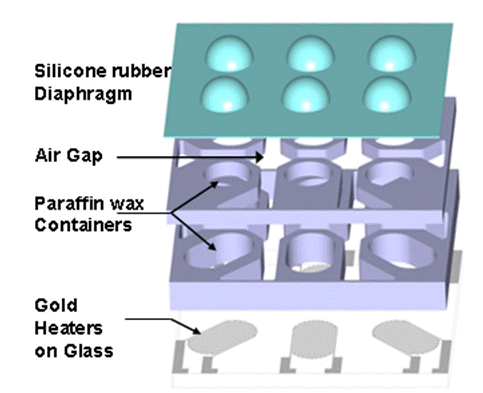 Silicone rubber
Diaphragm
Air Gap
Paraffin wax
Containers
Gold
Heaters
on Glass